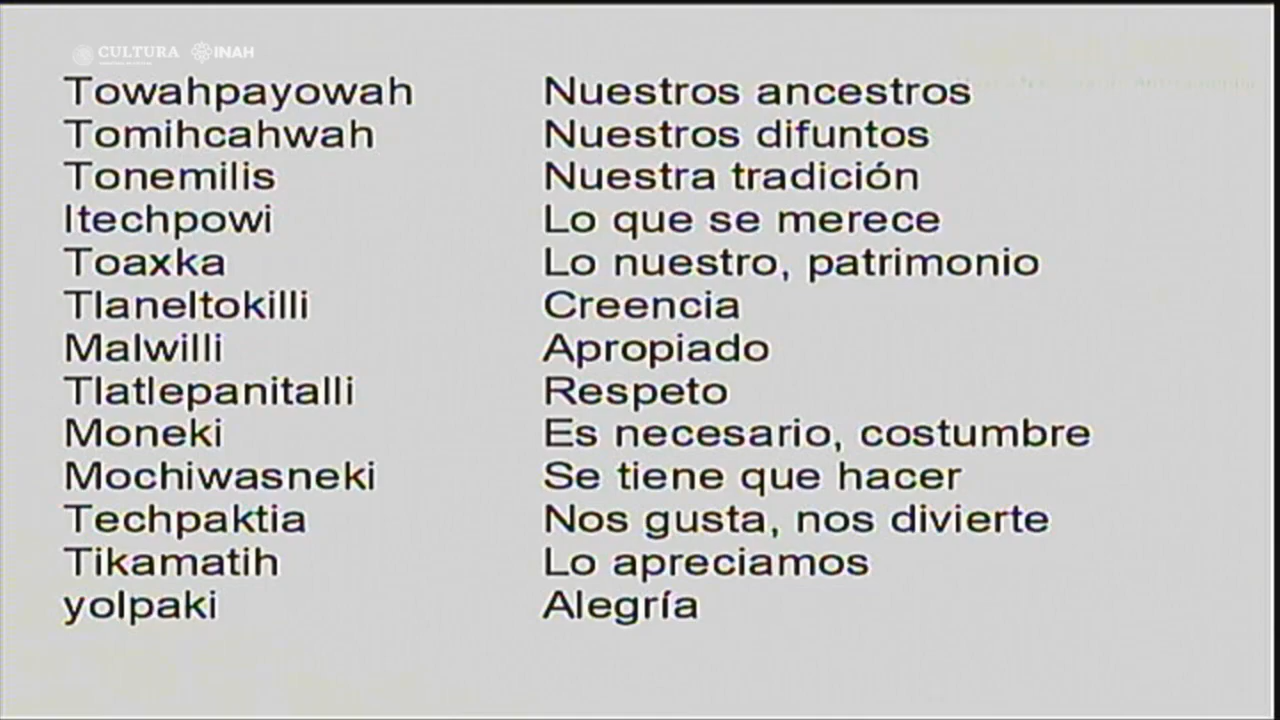 CULTURA INAH
Towahpayowah Nuestros ancestros
Tomihcahwah Nuestros difuntos
Tonemilis Nuestra tradición
Itechpowi Lo que se merece
Toaxka Lo nuestro, patrimonio
Tlaneltokilli Creencia
Malwilli Apropiado
Tlatlepanitalli Respeto
Moneki Es necesario, costumbre
Mochiwasneki Se tiene que hacer
Techpaktia Nos gusta, nos divierte
Tikamatih Lo apreciamos
yolpaki Alegría